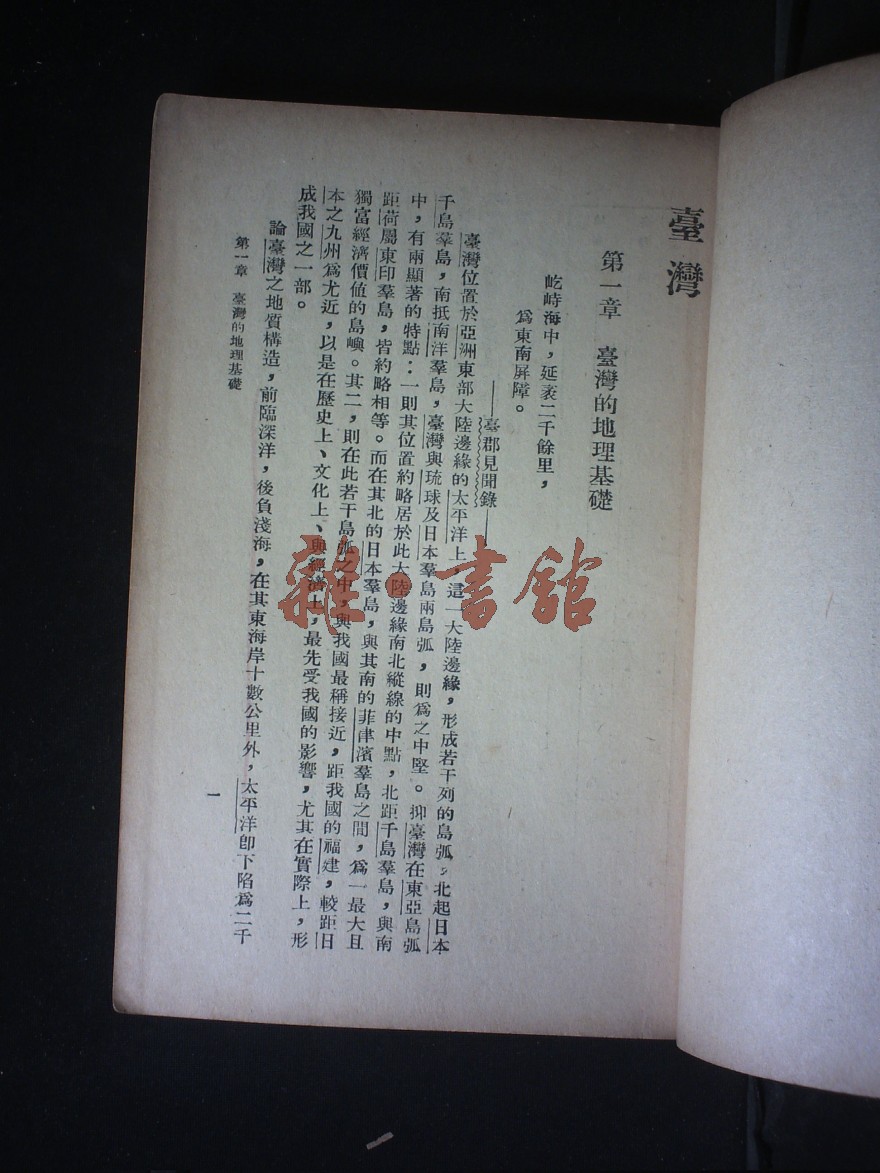 臺灣
第一章　臺灣的地理基礎
屹峙海中，延袤二千餘里，
爲東南屏障。
——臺郡見聞錄——
臺灣位置於亞洲東部大陸邊緣的太平洋上，這一大陸邊緣，形成若干列的島弧，北起日本
千島羣島，南抵南洋羣島，臺灣與琉球及日本羣島兩島弧，則爲之中堅。抑臺灣在東亞島弧
中，有兩顯著的特點：一則其位置約略居於此大陸邊緣南北縱線的中點，北距千島羣島，與南
距荷屬東印羣島，皆約略相等。而在其北的日本羣島，與其南的菲津濱羣島之間，爲一最大且
獨富經濟價値的島嶼。其二，則在此若干島弧之中，與我國最稱接近，距我國的福建，較距日
本之九州爲尤近，以是在歷史上、文化上、與經濟上，最先受我國的影響，尤其在實際上，形
成我國之一部。
論臺灣之地質構造，前臨深洋，後負淺海，在其東海岸十數公里外，太平洋卽下陷爲二千
第一章　臺灣的地理基礎
一
雜·書館